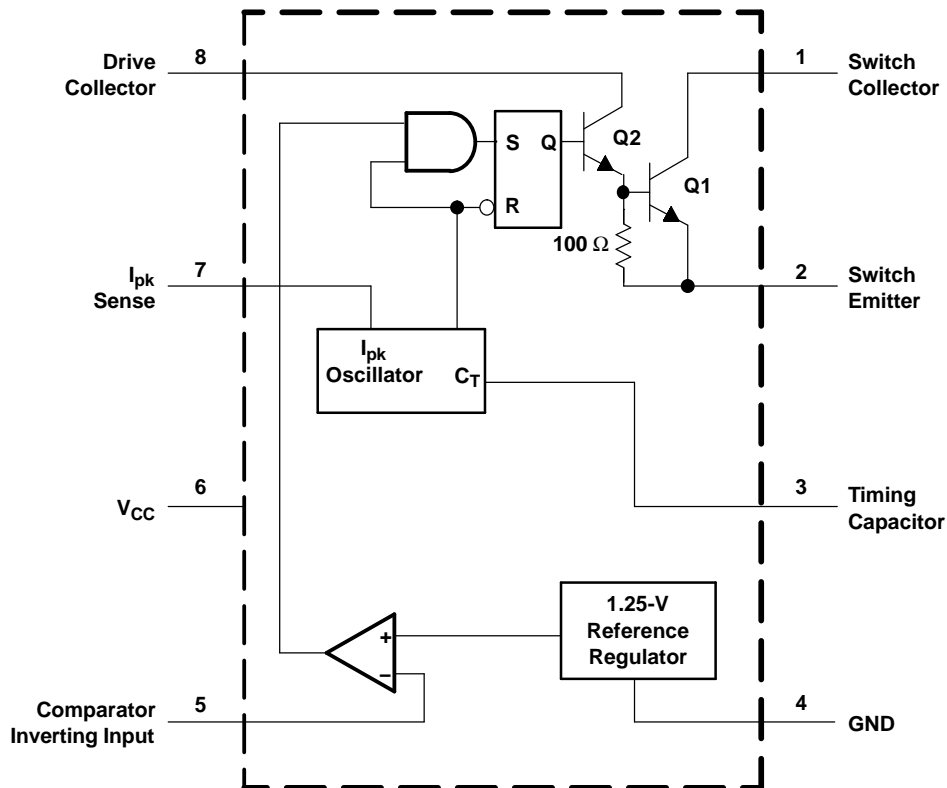 Drive
Collector
8
1
Switch
Collector
S
Q
Q2
Q1
R
100 Ω
7
Ipk
Sense
2
Switch
Emitter
Ipk
Oscillator
CT
6
VCC
3
Timing
Capacitor
1.25-V
Reference
Regulator
+
−
5
Comparator
Inverting Input
4
GND